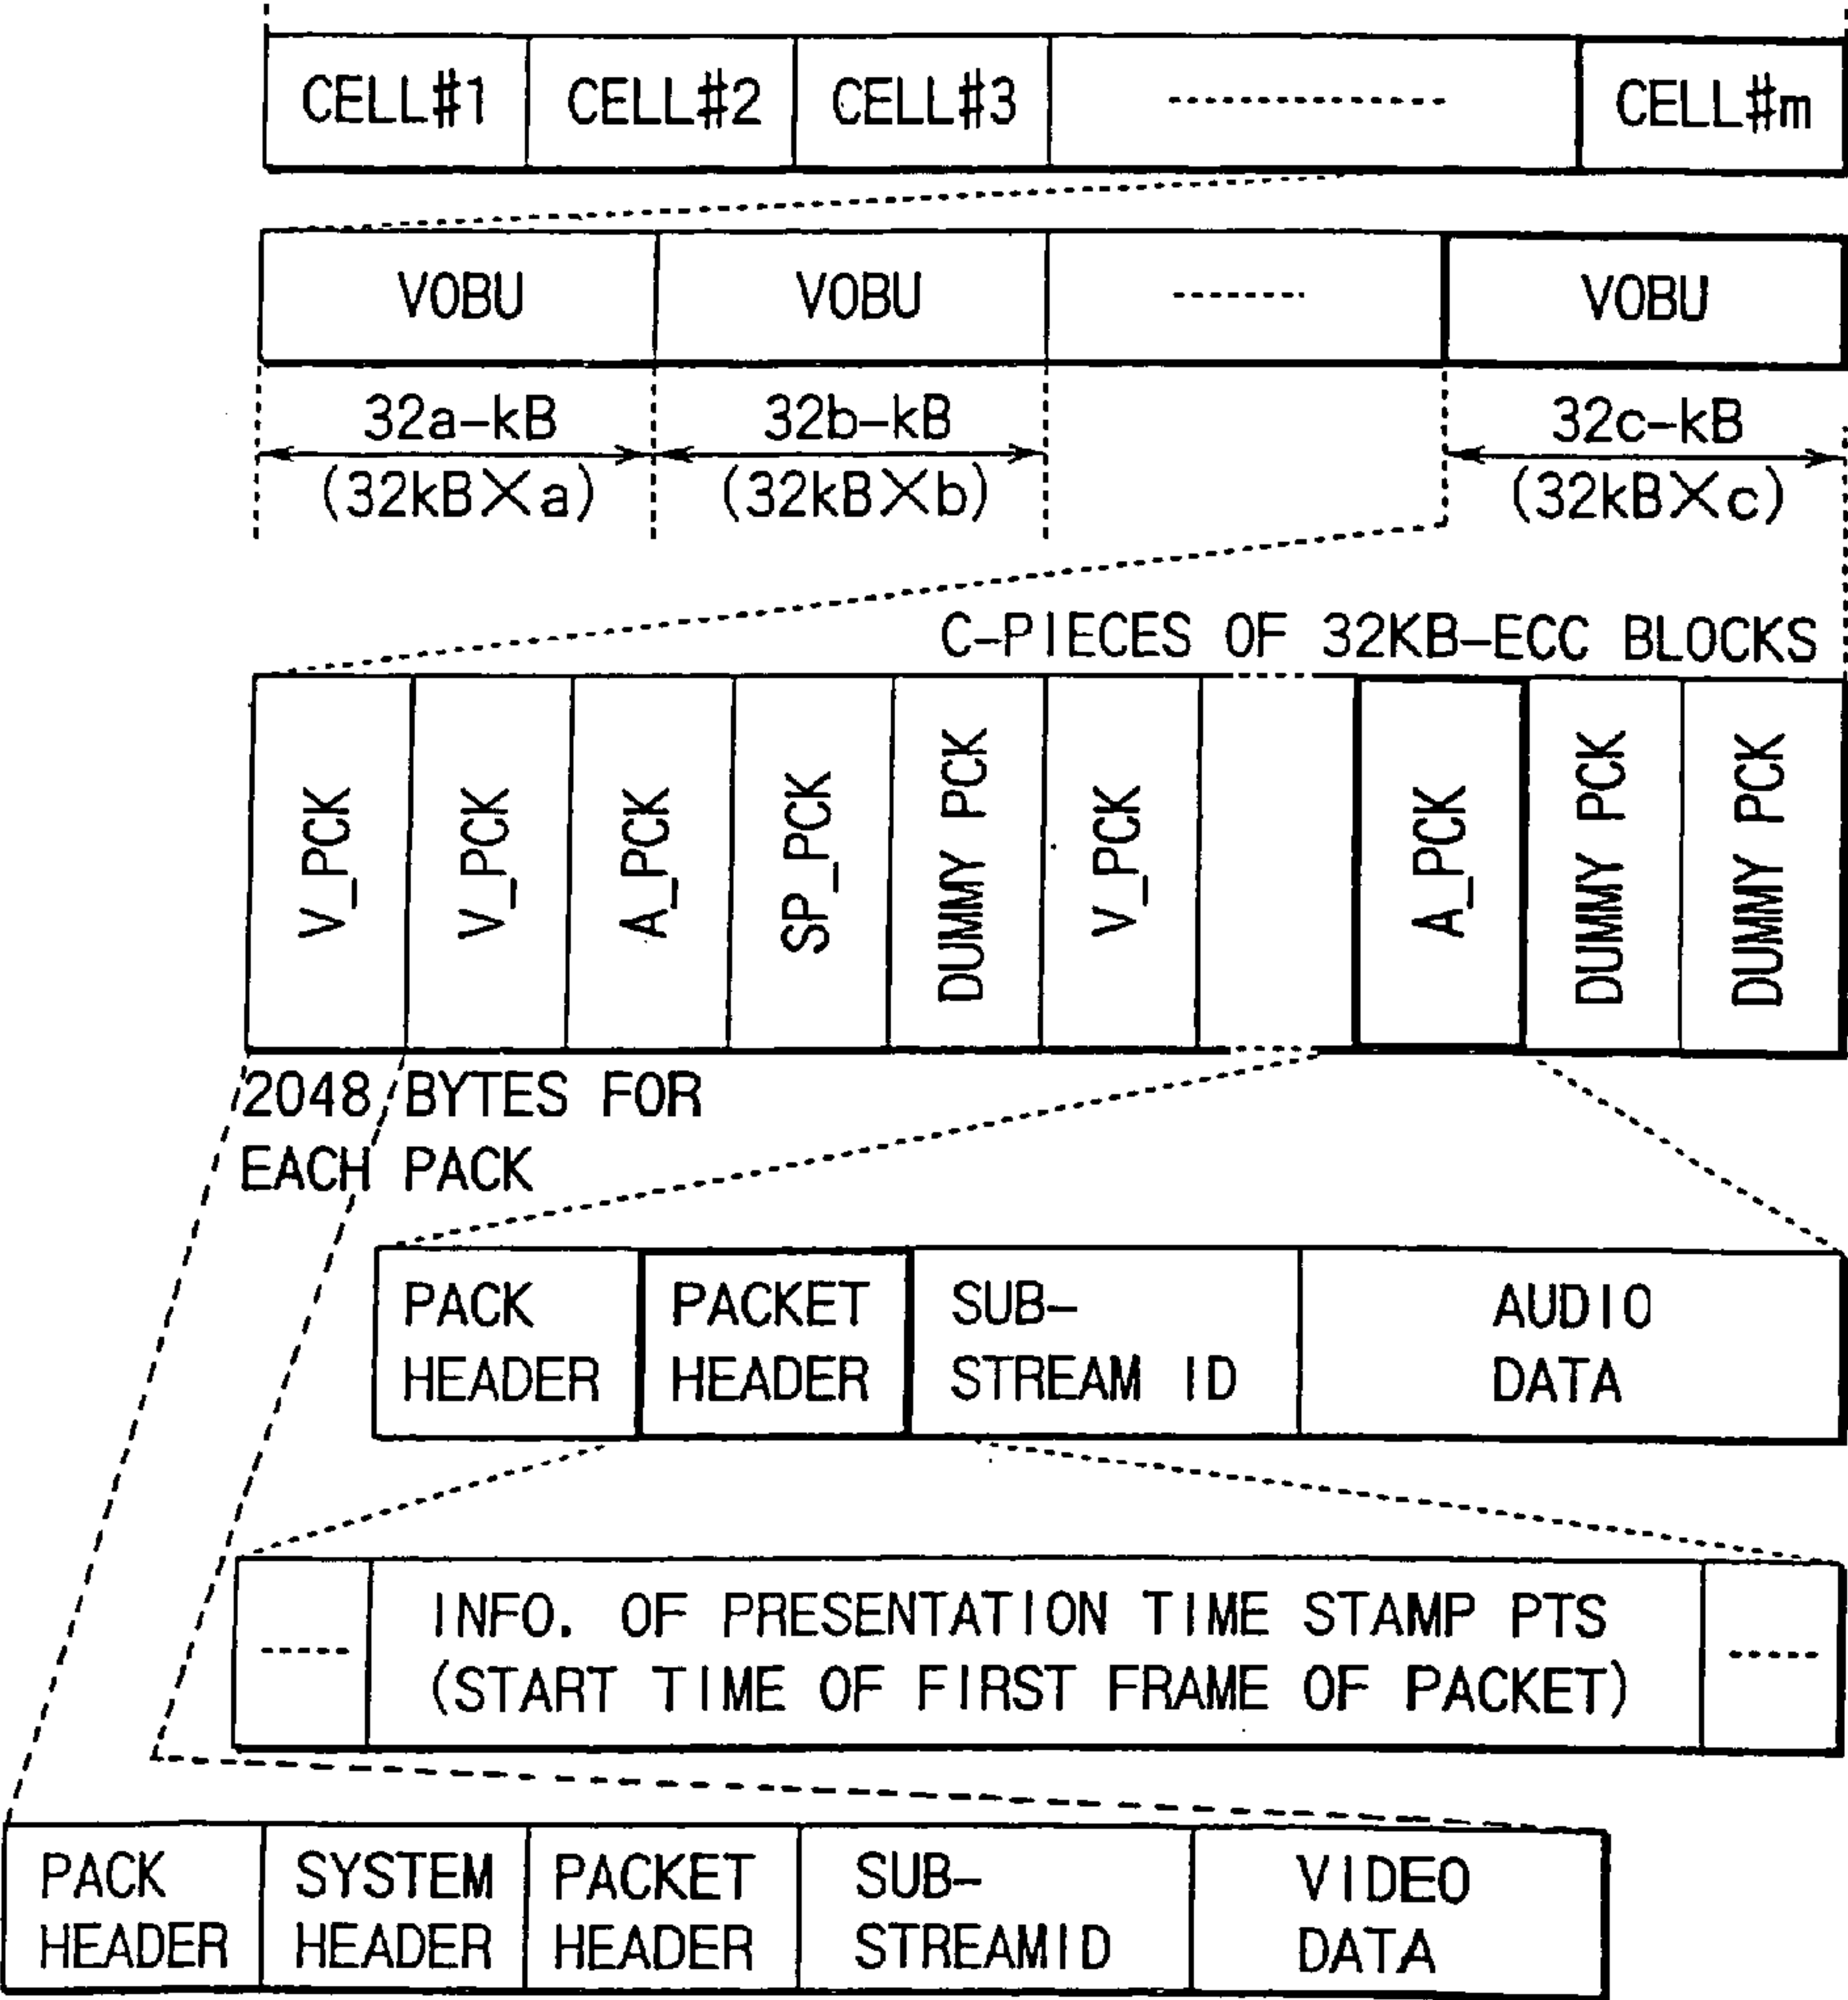 CELL#1 CELL#2 CELL#3 CELL#m
VOBU VOBU VOBU
32a-kB 32b-kB 32c-kB
(32kB×a) (32kB×b) (32kB×c)
C-PIECES OF 32KB-ECC BLOCKS
V_PCK V_PCK A_PCK SP_PCK DUMMY PCK V_PCK A_PCK DUMMY PCK DUMMY PCK
2048 BYTES FOR
EACH PACK
PACK PACKET SUB- AUDIO
HEADER HEADER STREAM ID DATA
INFO. OF PRESENTATION TIME STAMP PTS
(START TIME OF FIRST FRAME OF PACKET)
PACK SYSTEM PACKET SUB- VIDEO
HEADER HEADER HEADER STREAMID DATA